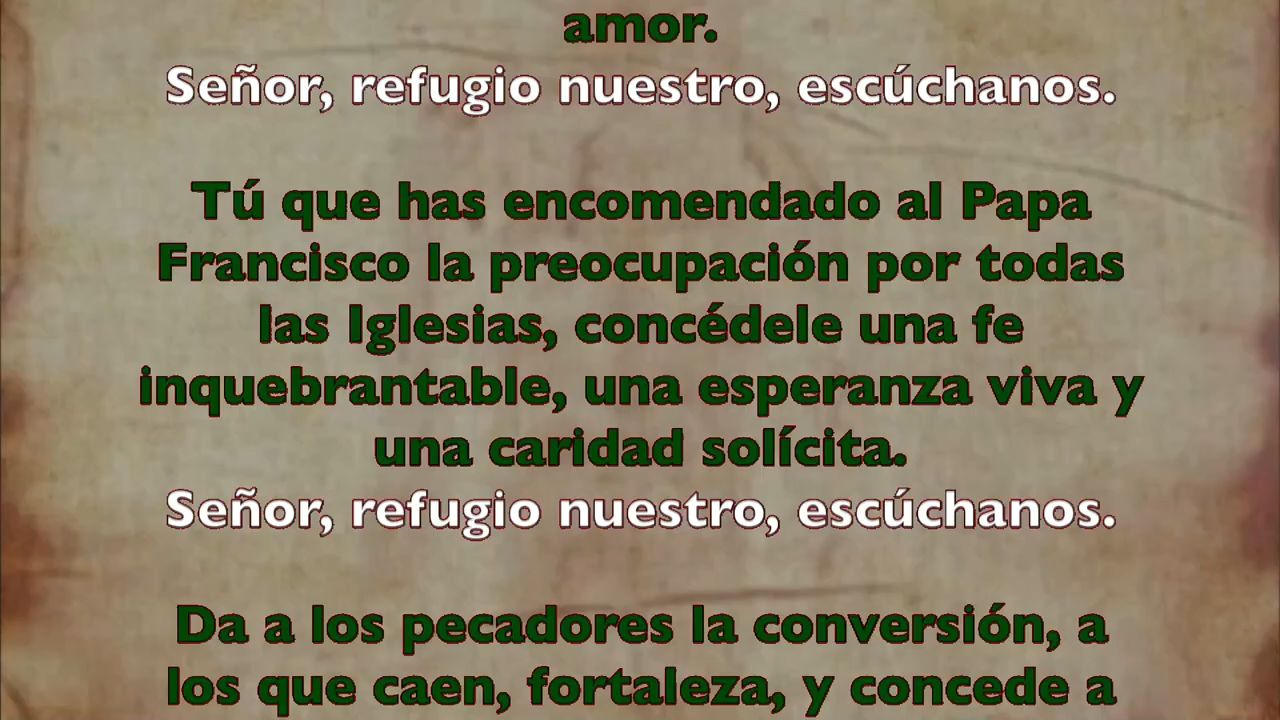 amor.
Señor, refugio nuestro, escúchanos.
Tú que has encomendado al Papa
Francisco la preocupación por todas
las Iglesias, concédele una fe
inquebrantable, una esperanza viva y
una caridad solícita.
Señor, refugio nuestro, escúchanos.
Da a los pecadores la conversión, a
los que caen, fortaleza, y concede a